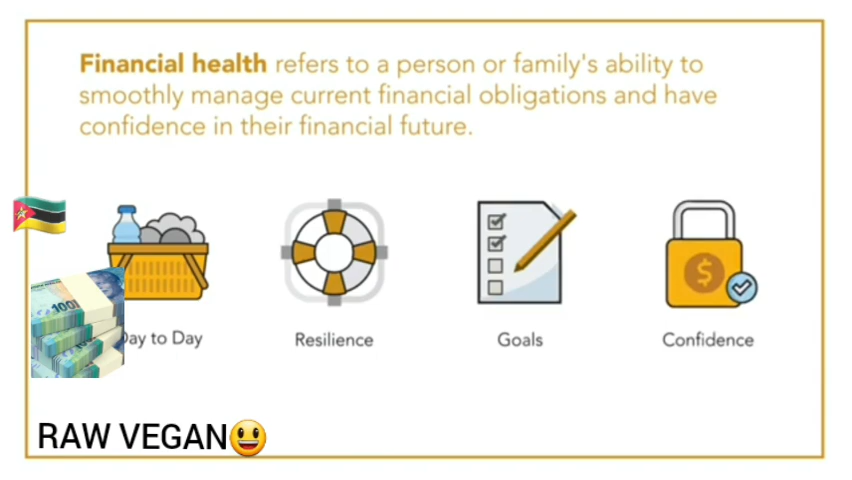 Financial health refers to a person or family's ability to
smoothly manage current financial obligations and have
confidence in their financial future.
100
Day to Day
Resilience
Goals
Confidence
RAW VEGAN😃